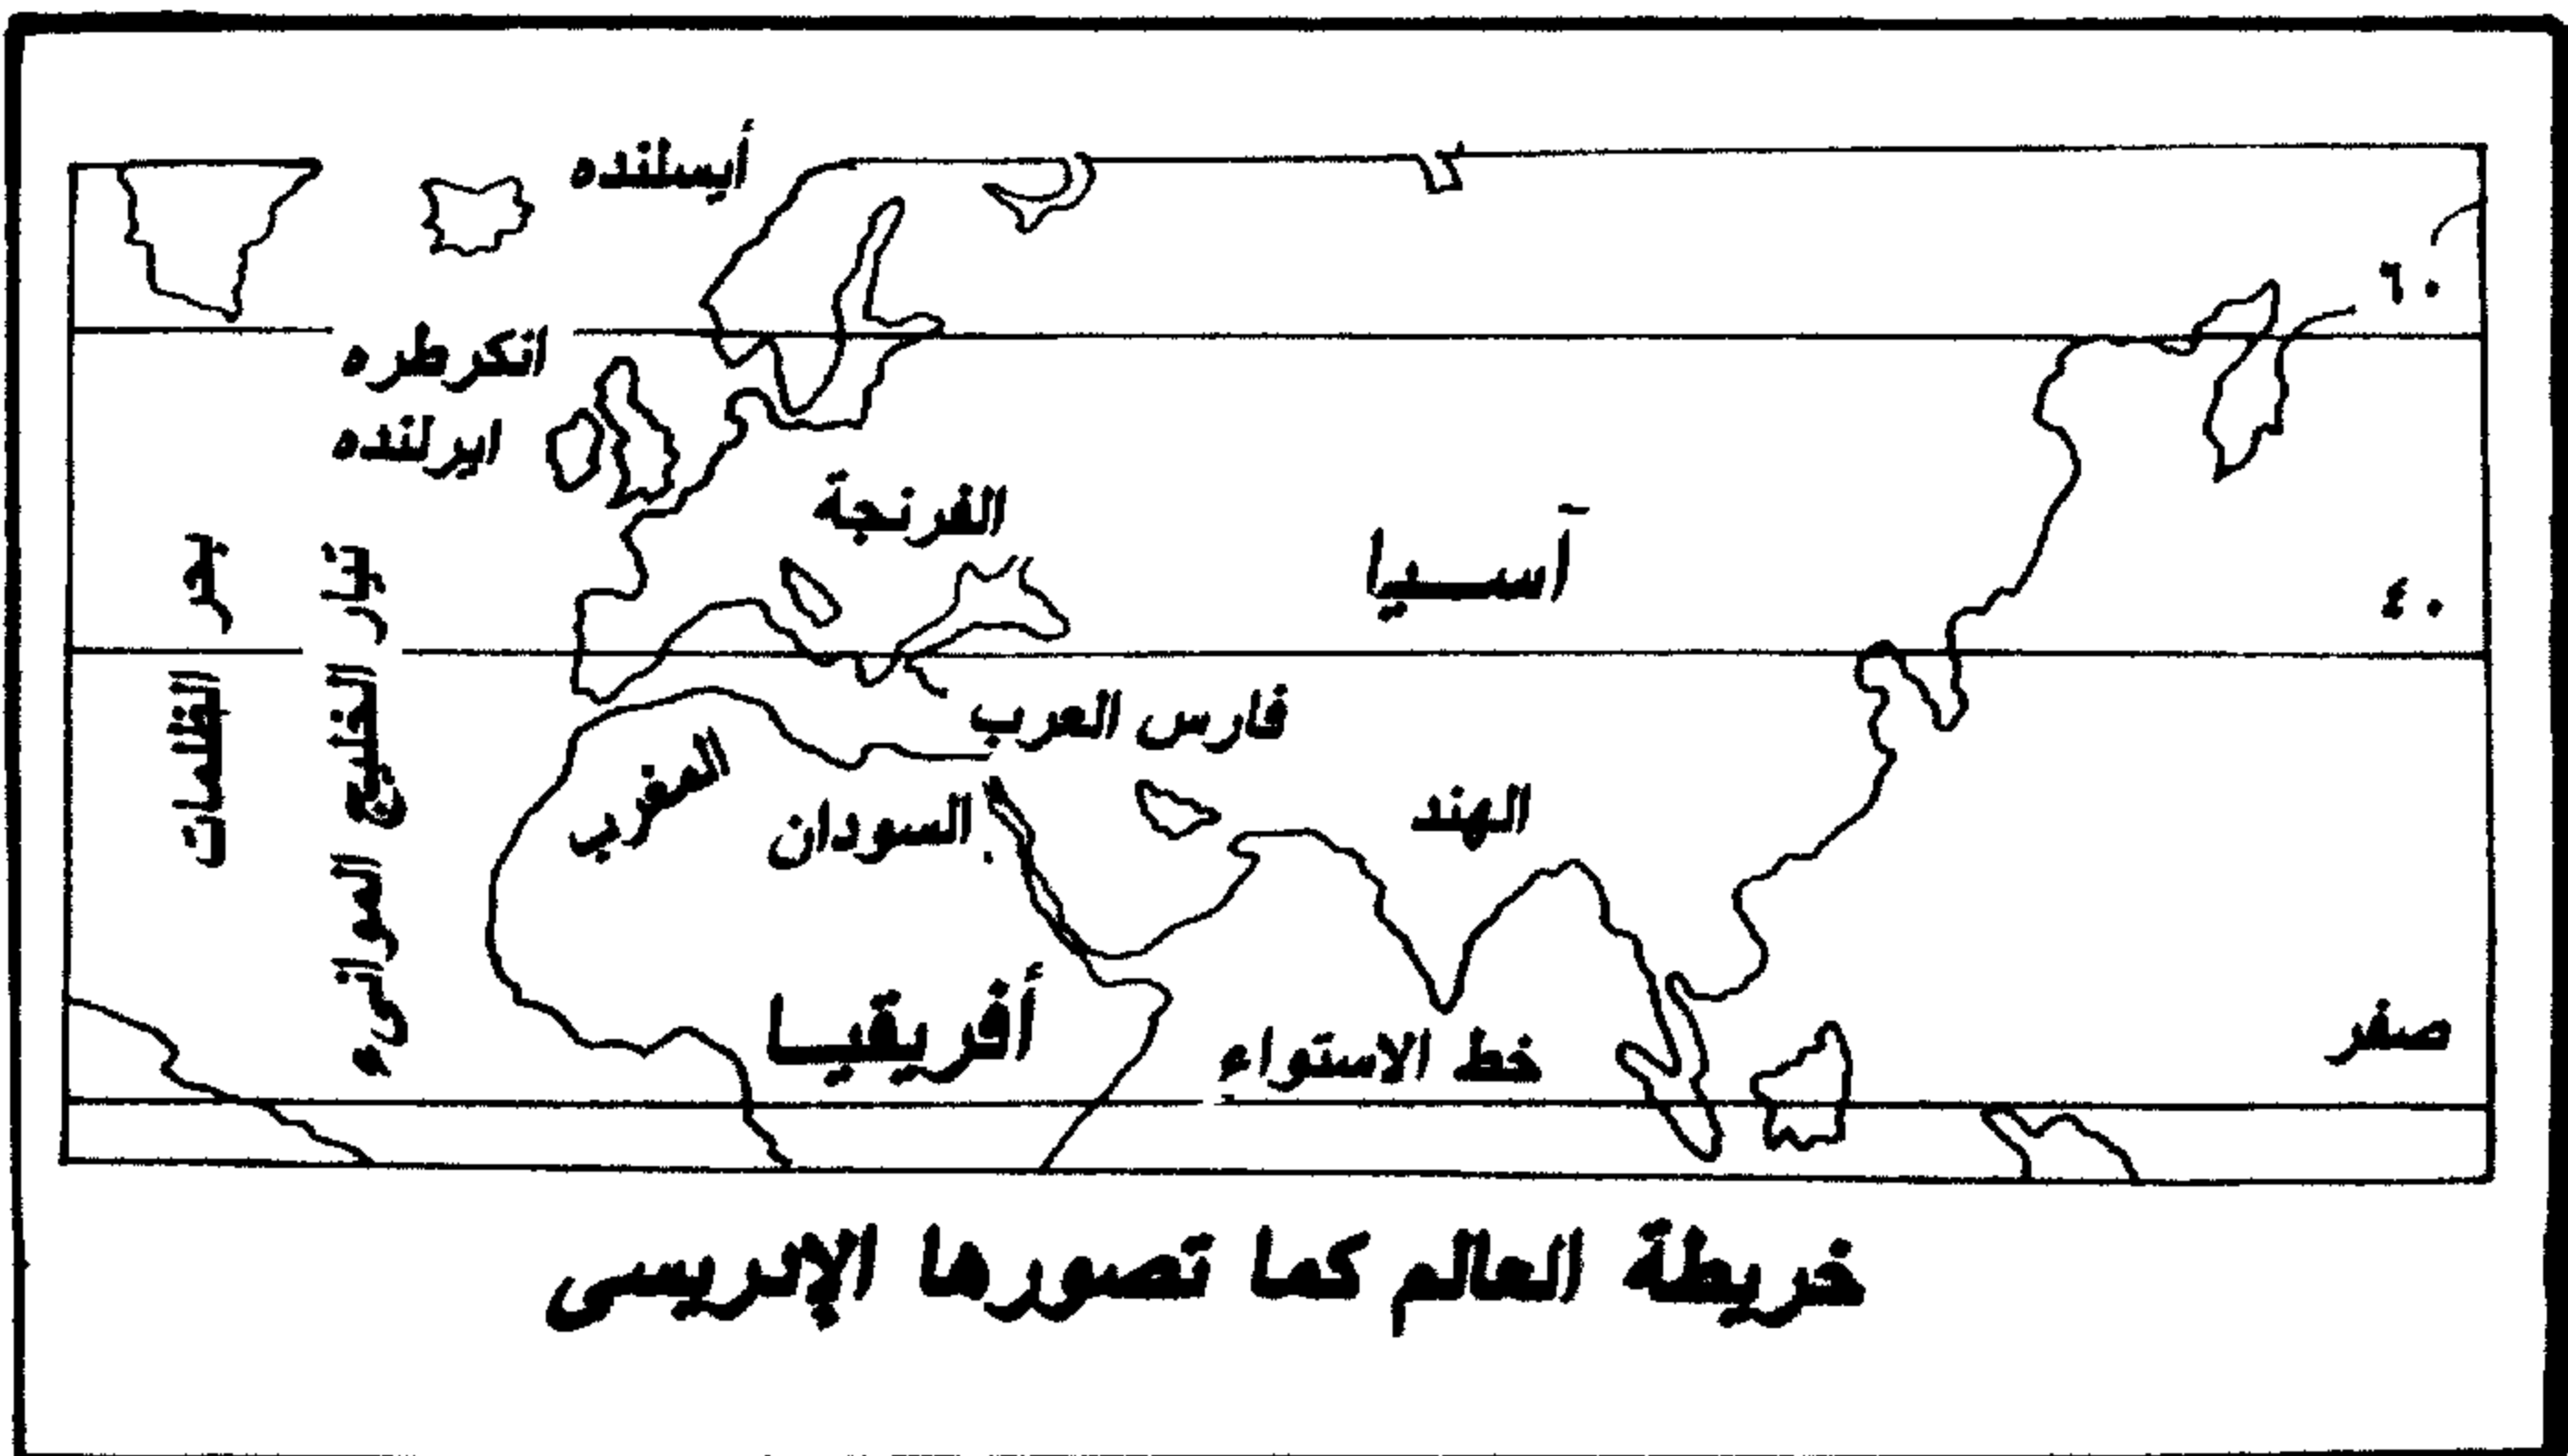 أيسلنده
٦٠
انكرطره
ايرلنده
الفرنجة
آسيا
٤٠
بحر الظلمات
تيار الخليج الموانىء
فارس العرب
المغرب
السودان
الهند
أفريقيا
خط الاستواء
صفر
خريطة العالم كما تصورها الإدريسى